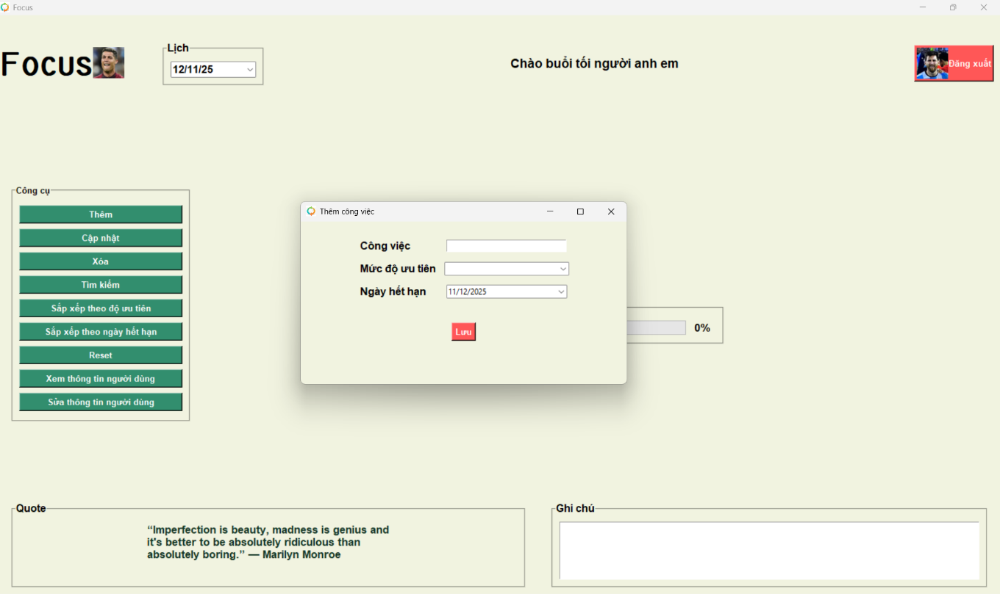 Focus
Focus
Lịch
12/11/25
Chào buổi tối người anh em
Đăng xuất
Công cụ
Thêm
Cập nhật
Xóa
Tìm kiếm
Sắp xếp theo độ ưu tiên
Sắp xếp theo ngày hết hạn
Reset
Xem thông tin người dùng
Sửa thông tin người dùng
Thêm công việc
Công việc
Mức độ ưu tiên
Ngày hết hạn
11/12/2025
Lưu
0%
Quote
“Imperfection is beauty, madness is genius and
it's better to be absolutely ridiculous than
absolutely boring.” — Marilyn Monroe
Ghi chú